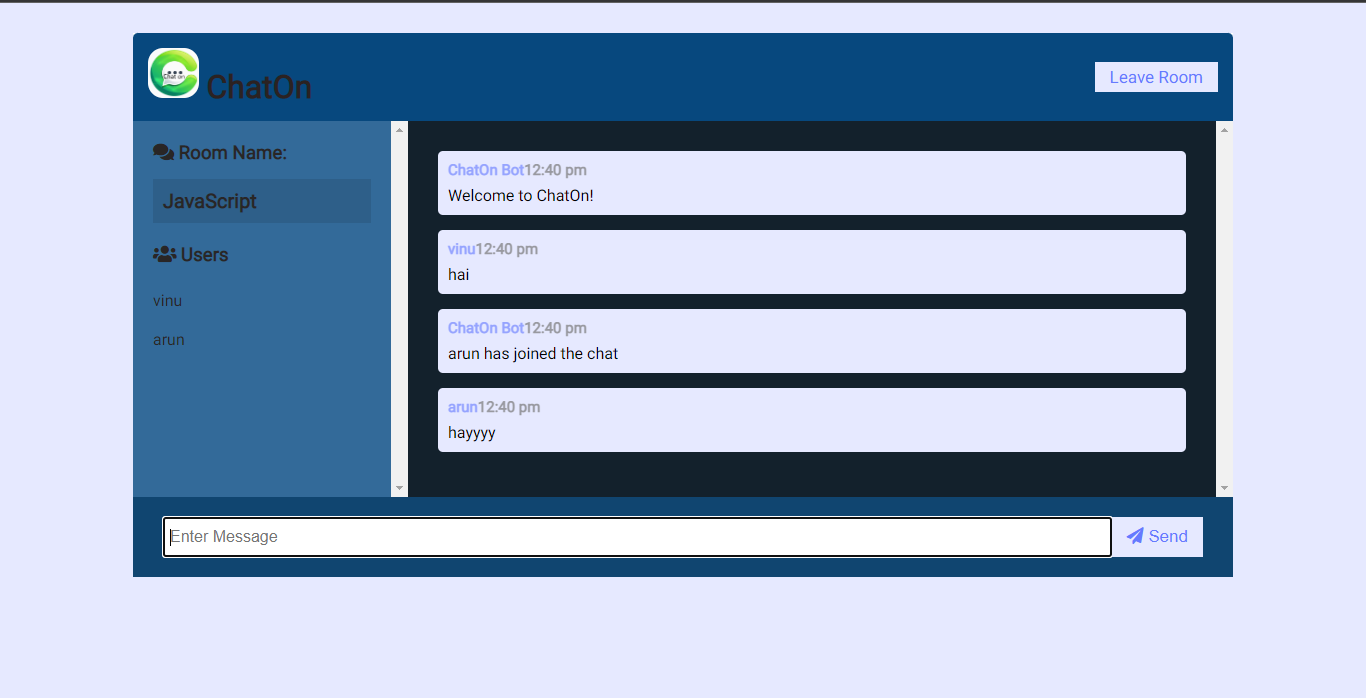 Chat on
ChatOn
Leave Room
Room Name:
JavaScript
Users
vinu
arun
ChatOn Bot12:40 pm
Welcome to ChatOn!
vinu12:40 pm
hai
ChatOn Bot12:40 pm
arun has joined the chat
arun12:40 pm
hayyyy
Enter Message
Send